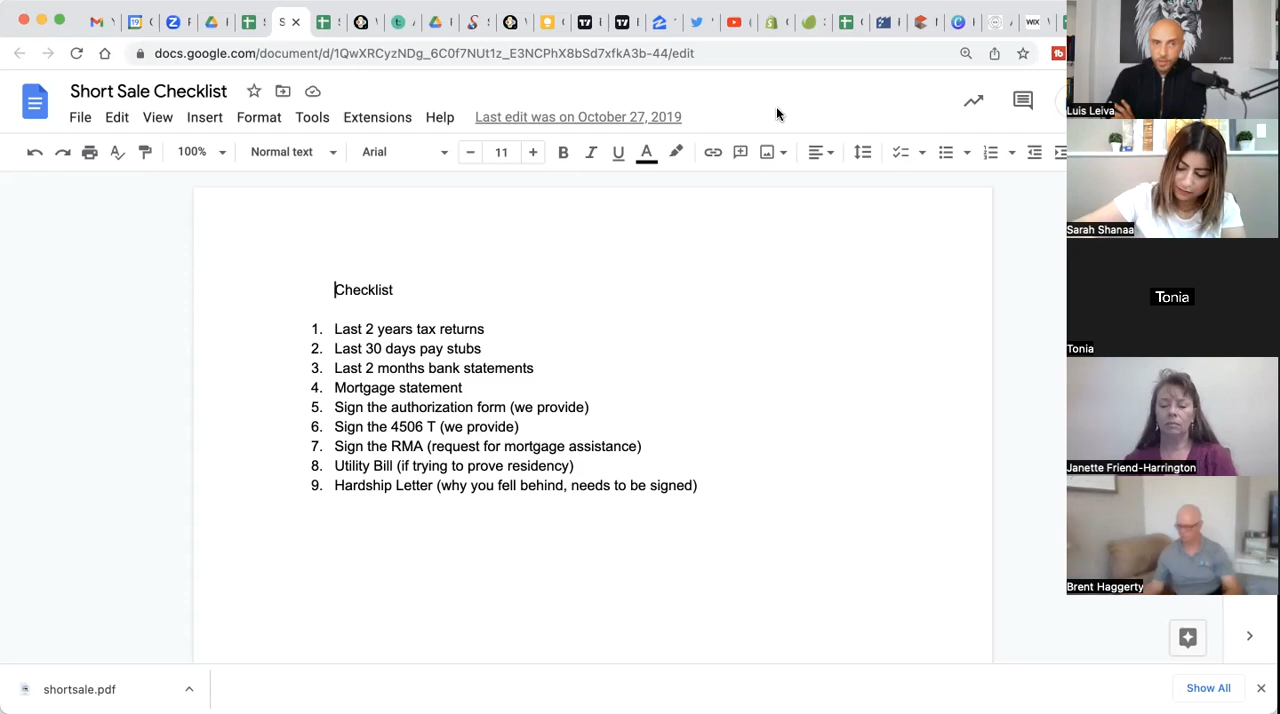 docs.google.com/document/d/1QwXRCyzNDg_6CfTNUt1z_E3NCPhX8bSd7xfkA3b-44/edit
Short Sale Checklist
File Edit View Insert Format Tools Extensions Help Last edit was on October 27, 2019
100% Normal text Arial 11 B I U A
Checklist
1. Last 2 years tax returns
2. Last 30 days pay stubs
3. Last 2 months bank statements
4. Mortgage statement
5. Sign the authorization form (we provide)
6. Sign the 4506 T (we provide)
7. Sign the RMA (request for mortgage assistance)
8. Utility Bill (if trying to prove residency)
9. Hardship Letter (why you fell behind, needs to be signed)
Luis Leiva
Sarah Shanaa
Tonia
Tonia
Janette Friend-Harrington
Brent Haggerty
shortsale.pdf
Show All